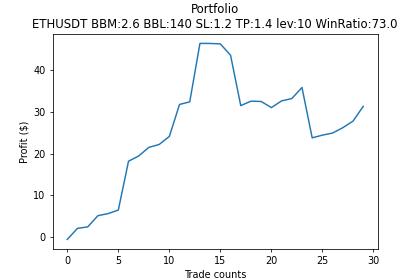 Portfolio
ETHUSDT BBM:2.6 BBL:140 SL:1.2 TP:1.4 lev:10 WinRatio:73.0
Profit ($)
40
30
20
10
0
0 5 10 15 20 25 30
Trade counts